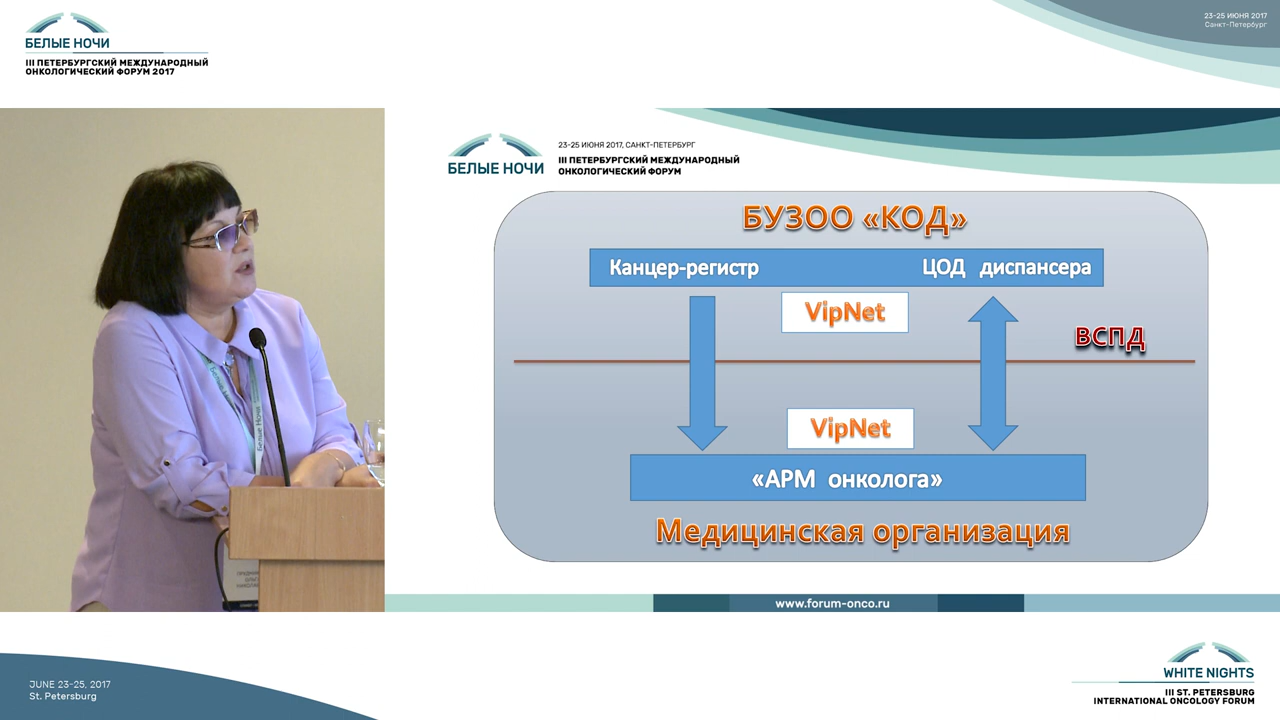 БЕЛЫЕ НОЧИ
III ПЕТЕРБУРГСКИЙ МЕЖДУНАРОДНЫЙ
ОНКОЛОГИЧЕСКИЙ ФОРУМ 2017
23-25 ИЮНЯ 2017
Санкт-Петербург
23-25 ИЮНЯ 2017, САНКТ-ПЕТЕРБУРГ
БЕЛЫЕ НОЧИ
III ПЕТЕРБУРГСКИЙ МЕЖДУНАРОДНЫЙ
ОНКОЛОГИЧЕСКИЙ ФОРУМ
БУЗОО «КОД»
Канцер-регистр ЦОД диспансера
VipNet
ВСПД
VipNet
«АРМ онколога»
Медицинская организация
www.forum-onco.ru
Белые Ночи
JUNE 23-25, 2017
St. Petersburg
WHITE NIGHTS
III ST. PETERSBURG
INTERNATIONAL ONCOLOGY FORUM